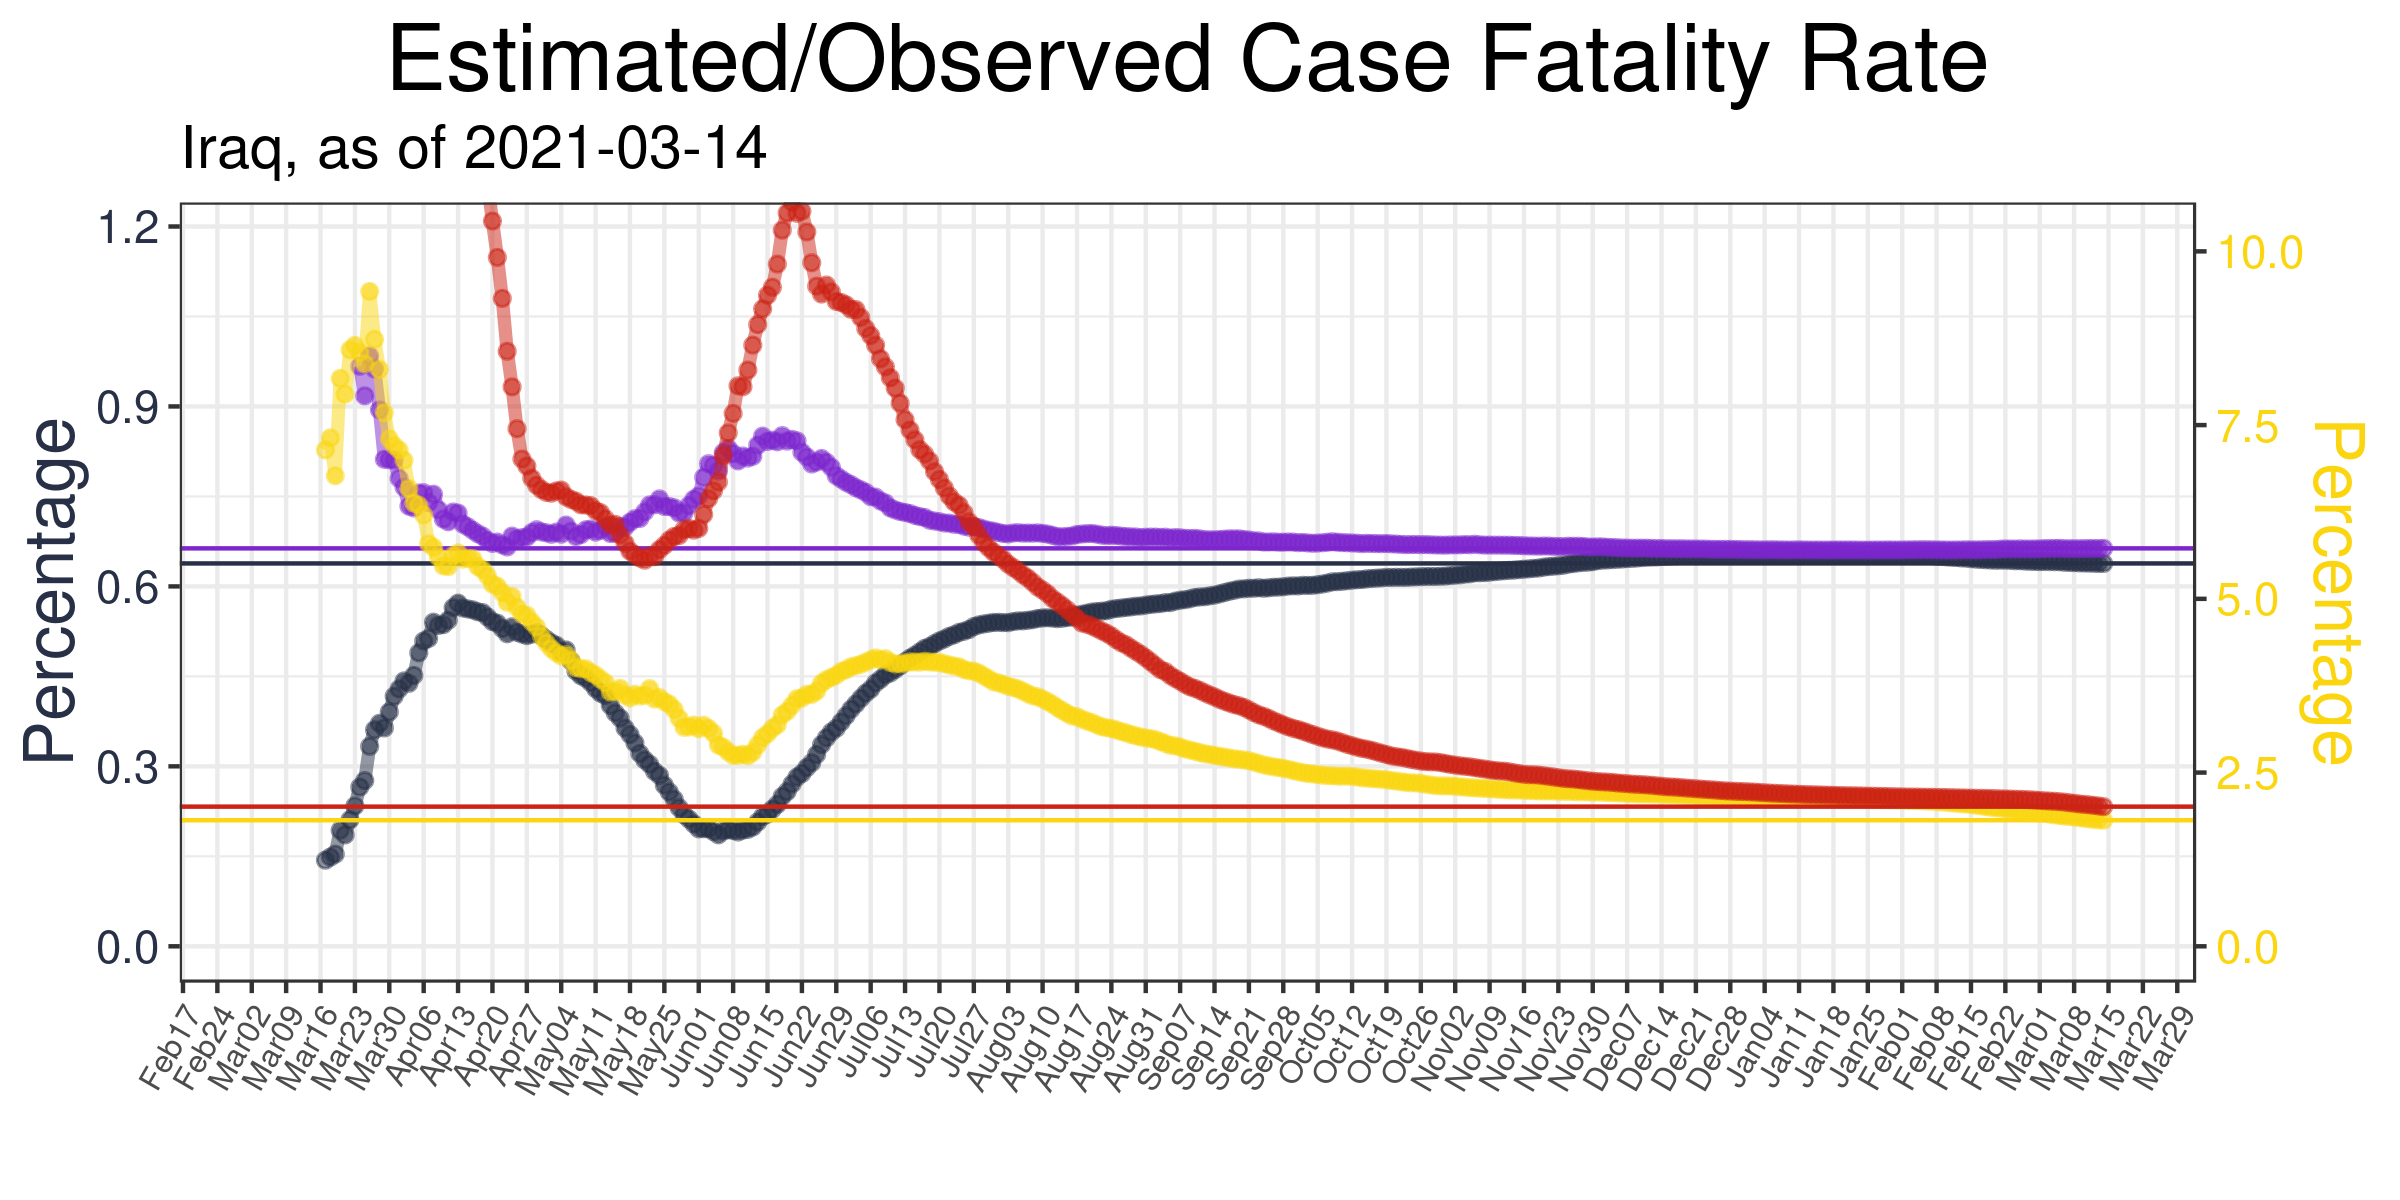 Estimated/Observed Case Fatality Rate
Iraq, as of 2021-03-14
Percentage
1.2
0.9
0.6
0.3
0.0
10.0
7.5
5.0
2.5
0.0
Percentage
Feb17
Feb24
Mar02
Mar09
Mar16
Mar23
Mar30
Apr06
Apr13
Apr20
Apr27
May04
May11
May18
May25
Jun01
Jun08
Jun15
Jun22
Jun29
Jul06
Jul13
Jul20
Jul27
Aug03
Aug10
Aug17
Aug24
Aug31
Sep07
Sep14
Sep21
Sep28
Oct05
Oct12
Oct19
Oct26
Nov02
Nov09
Nov16
Nov23
Nov30
Dec07
Dec14
Dec21
Dec28
Jan04
Jan11
Jan18
Jan25
Feb01
Feb08
Feb15
Feb22
Mar01
Mar08
Mar15
Mar22
Mar29